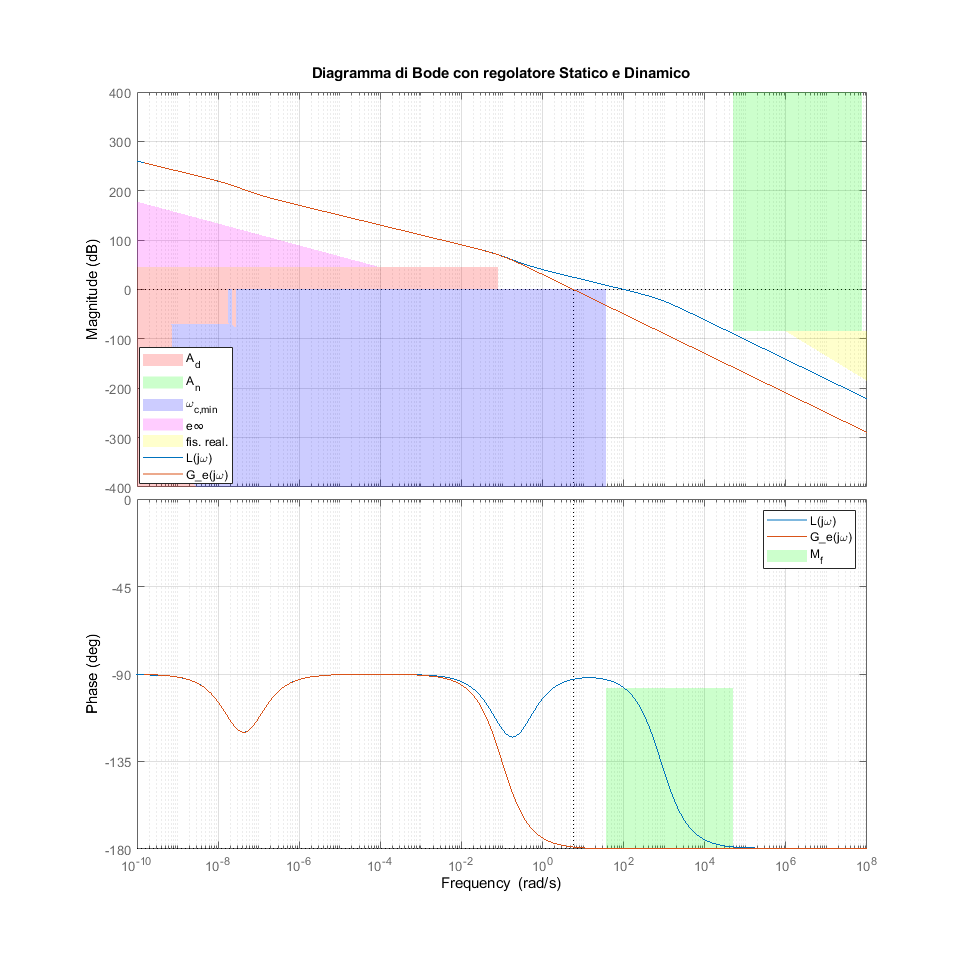 Diagramma di Bode con regolatore Statico e Dinamico
Magnitude (dB)
400
300
200
100
0
-100
-200
-300
-400
A_d
A_n
ω_c,min
e∞
fis. real.
L(jω)
G_e(jω)
Phase (deg)
0
-45
-90
-135
-180
L(jω)
G_e(jω)
M_f
10^-10
10^-8
10^-6
10^-4
10^-2
10^0
10^2
10^4
10^6
10^8
Frequency (rad/s)